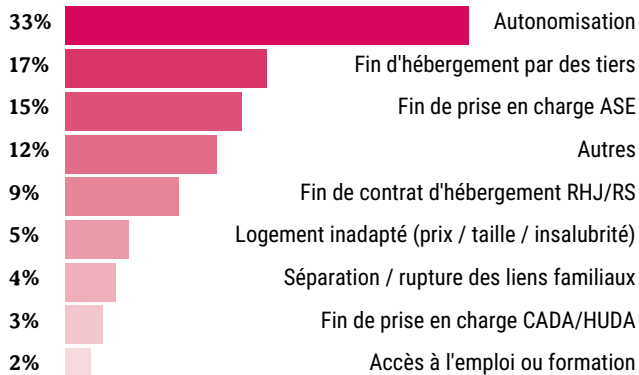 33% Autonomisation
17% Fin d'hébergement par des tiers
15% Fin de prise en charge ASE
12% Autres
9% Fin de contrat d'hébergement RHJ/RS
5% Logement inadapté (prix / taille / insalubrité)
4% Séparation / rupture des liens familiaux
3% Fin de prise en charge CADA/HUDA
2% Accès à l'emploi ou formation